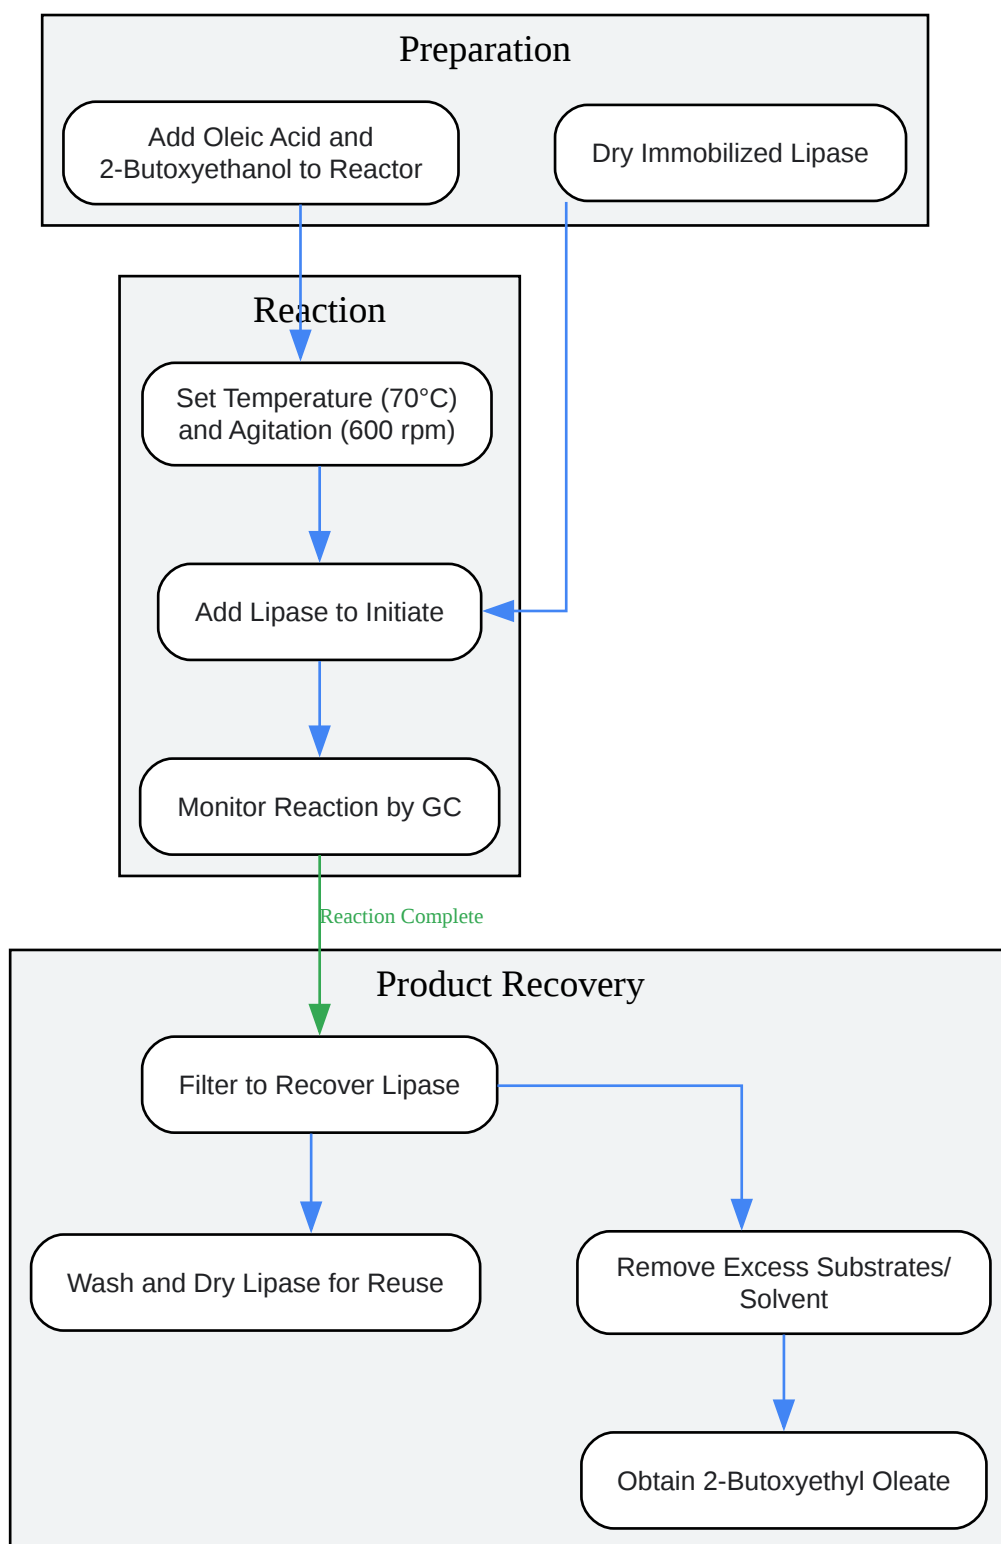 Preparation
Add Oleic Acid and
2-Butoxyethanol to Reactor
Dry Immobilized Lipase
Reaction
Set Temperature (70°C)
and Agitation (600 rpm)
Add Lipase to Initiate
Monitor Reaction by GC
Reaction Complete
Product Recovery
Filter to Recover Lipase
Wash and Dry Lipase for Reuse
Remove Excess Substrates/
Solvent
Obtain 2-Butoxyethyl Oleate